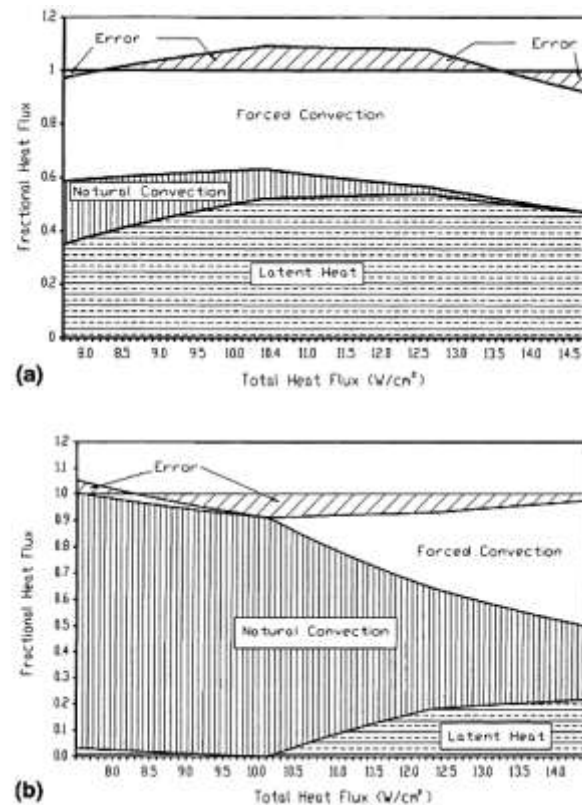 1.2
Error
Error
1
Forced Convection
0.8
0.6
Natural Convection
0.4
Latent Heat
0.2
0
Fractional Heat Flux
8.0 8.5 9.0 9.5 10.0 10.4 11.0 11.5 12.0 12.5 13.0 13.5 14.0 14.5
(a)
Total Heat Flux (W/cm²)
1.2
1.1
Error
1.0
0.9
0.8
Forced Convection
0.7
0.6
0.5
Natural Convection
0.4
0.3
0.2
0.1
Latent Heat
0.0
Fractional Heat Flux
8.0 8.5 9.0 9.5 10.0 10.5 11.0 11.5 12.0 12.5 13.0 13.5 14.0
(b)
Total Heat Flux (W/cm²)